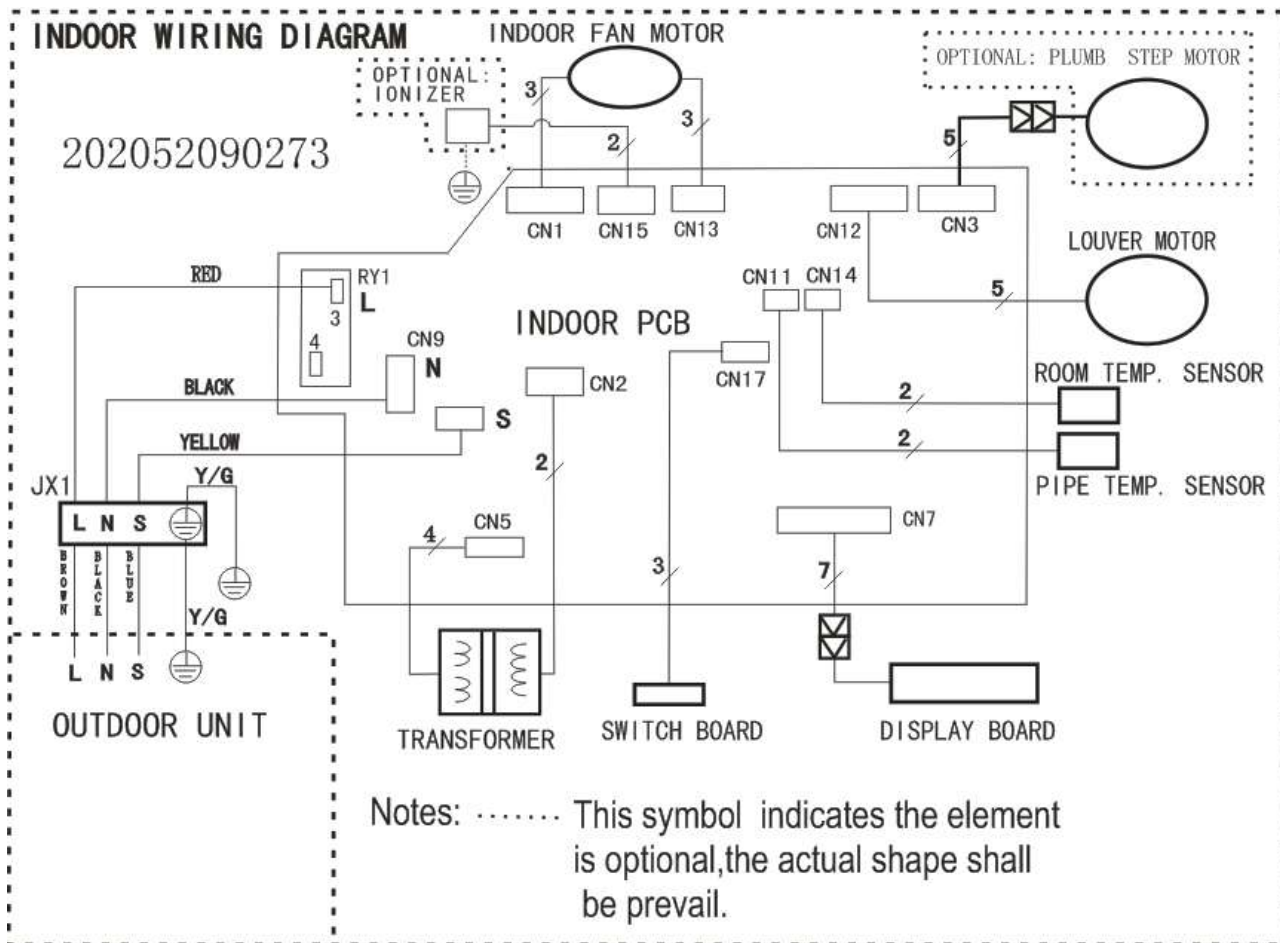 INDOOR WIRING DIAGRAM
INDOOR FAN MOTOR
OPTIONAL:
IONIZER
OPTIONAL: PLUMB STEP MOTOR
202052090273
3
3
2
5
CN1
CN15
CN13
CN12
CN3
LOUVER MOTOR
RED
RY1
L
3
4
CN11
CN14
5
INDOOR PCB
CN9
N
CN2
CN17
ROOM TEMP. SENSOR
BLACK
2
S
YELLOW
2
2
Y/G
PIPE TEMP. SENSOR
JX1
L N S
CN5
4
CN7
3
7
BROWN
BLACK
BLUE
Y/G
L N S
OUTDOOR UNIT
TRANSFORMER
SWITCH BOARD
DISPLAY BOARD
Notes: ······· This symbol indicates the element
is optional,the actual shape shall
be prevail.